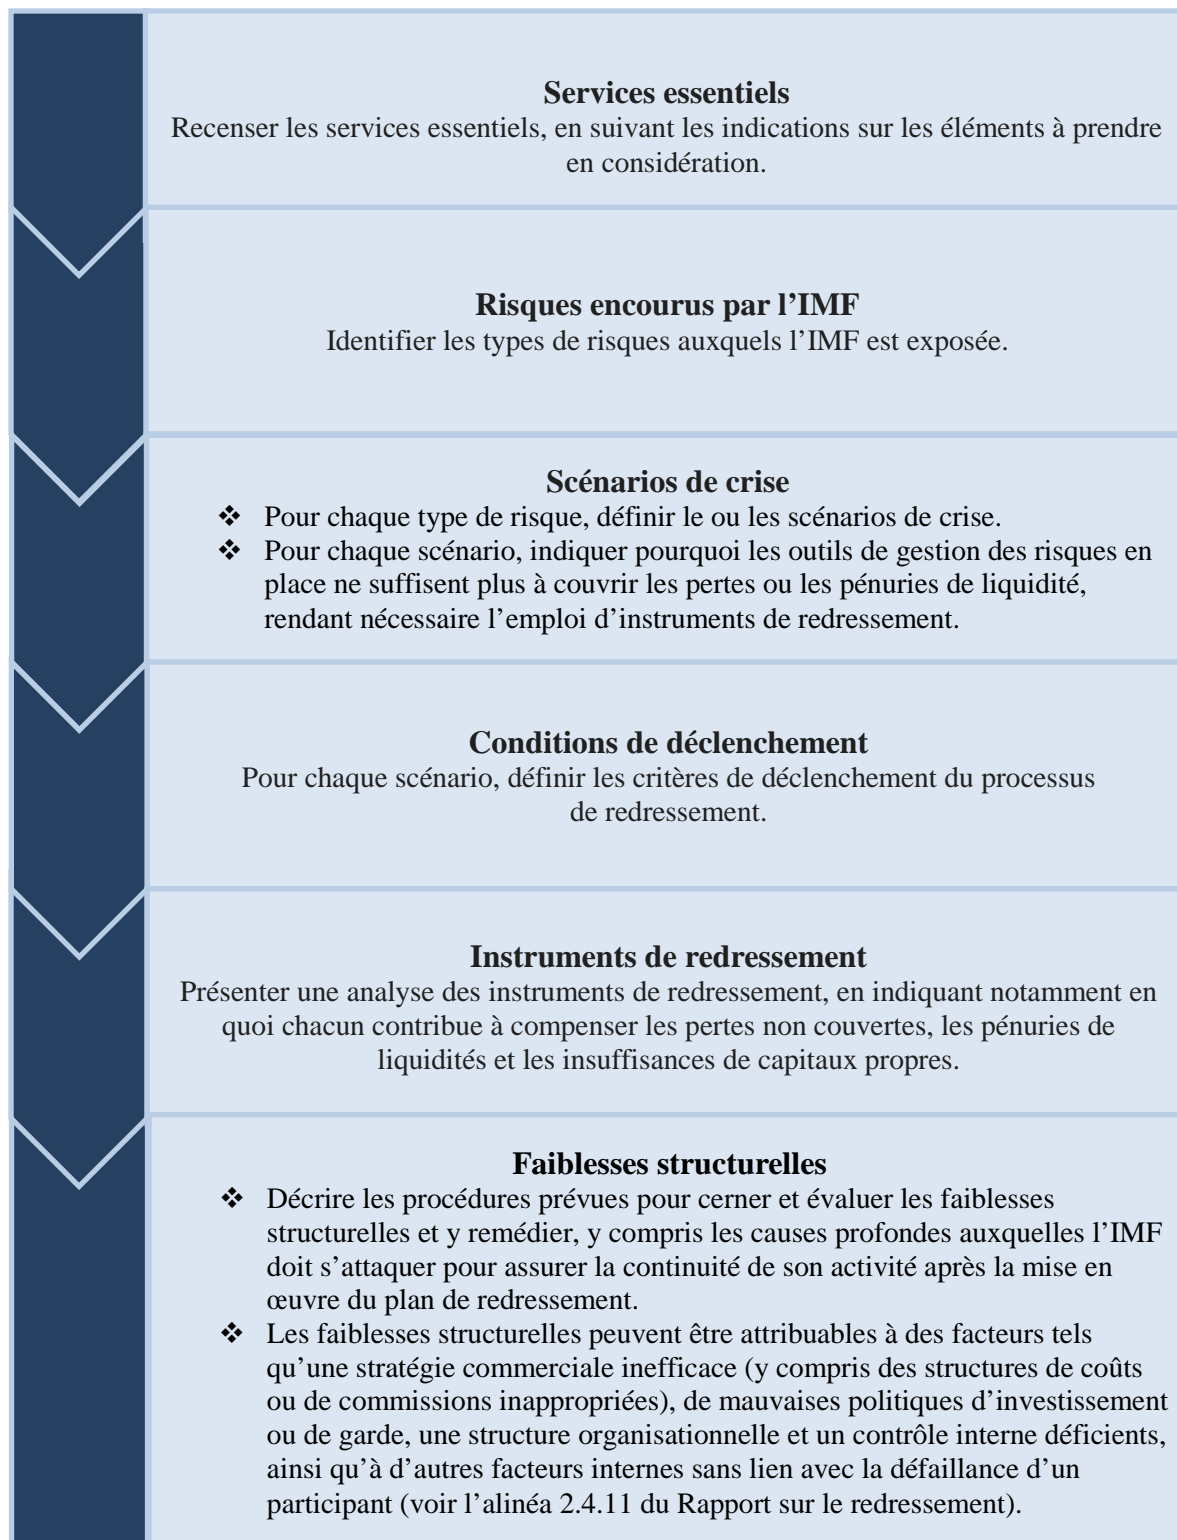 Services essentiels
Recenser les services essentiels, en suivant les indications sur les éléments à prendre
en considération.
Risques encourus par l’IMF
Identifier les types de risques auxquels l’IMF est exposée.
Scénarios de crise
❖ Pour chaque type de risque, définir le ou les scénarios de crise.
❖ Pour chaque scénario, indiquer pourquoi les outils de gestion des risques en
place ne suffisent plus à couvrir les pertes ou les pénuries de liquidité,
rendant nécessaire l’emploi d’instruments de redressement.
Conditions de déclenchement
Pour chaque scénario, définir les critères de déclenchement du processus
de redressement.
Instruments de redressement
Présenter une analyse des instruments de redressement, en indiquant notamment en
quoi chacun contribue à compenser les pertes non couvertes, les pénuries de
liquidités et les insuffisances de capitaux propres.
Faiblesses structurelles
❖ Décrire les procédures prévues pour cerner et évaluer les faiblesses
structurelles et y remédier, y compris les causes profondes auxquelles l’IMF
doit s’attaquer pour assurer la continuité de son activité après la mise en
œuvre du plan de redressement.
❖ Les faiblesses structurelles peuvent être attribuables à des facteurs tels
qu’une stratégie commerciale inefficace (y compris des structures de coûts
ou de commissions inappropriées), de mauvaises politiques d’investissement
ou de garde, une structure organisationnelle et un contrôle interne déficients,
ainsi qu’à d’autres facteurs internes sans lien avec la défaillance d’un
participant (voir l’alinéa 2.4.11 du Rapport sur le redressement).